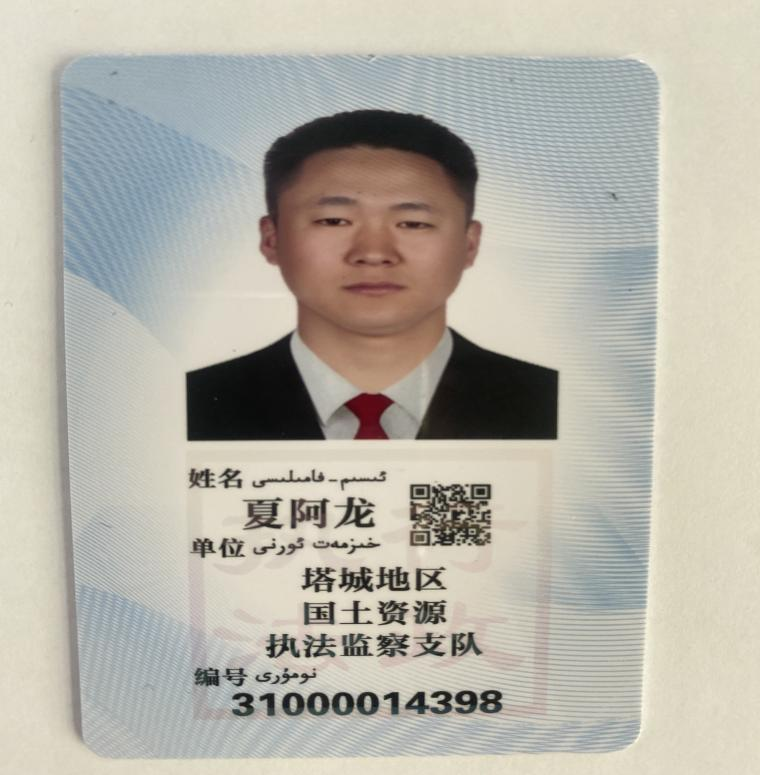 姓名 ئىسىم-فامىلىسى
夏阿龙
单位 خىزمەت ئورنى
塔城地区
国土资源
执法监察支队
编号 نومۇرى
31000014398